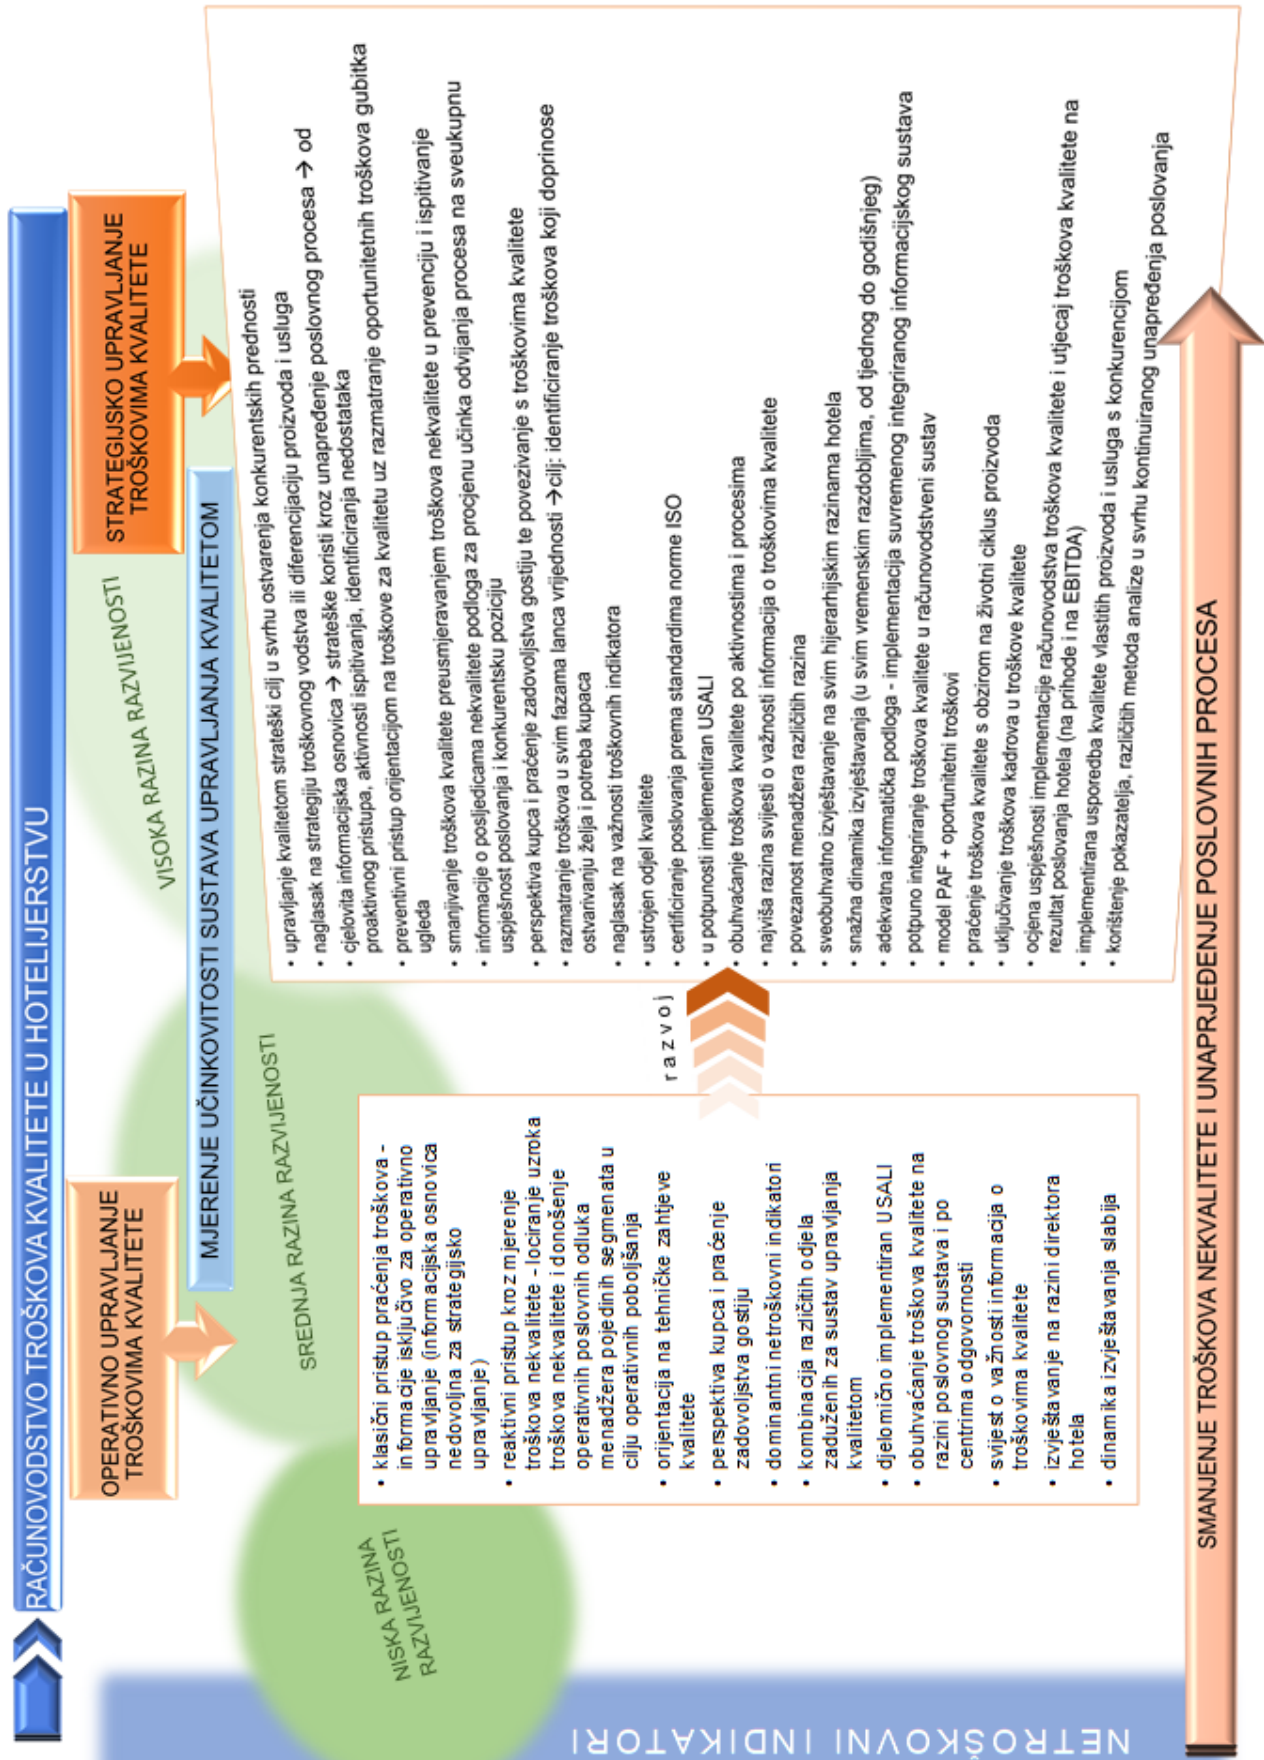 RAČUNOVODSTVO TROŠKOVA KVALITETE U HOTELIJERSTVU
OPERATIVNO UPRAVLJANJE
TROŠKOVIMA KVALITETE
STRATEGIJSKO UPRAVLJANJE
TROŠKOVIMA KVALITETE
MJERENJE UČINKOVITOSTI SUSTAVA UPRAVLJANJA KVALITETOM
NISKA RAZINA
RAZVIJENOSTI
SREDNJA RAZINA RAZVIJENOSTI
VISOKA RAZINA RAZVIJENOSTI
NETROŠKOVNI INDIKATORI
• klasični pristup praćenja troškova -
informacije isključivo za operativno
upravljanje (informacijska osnovica
nedovoljna za strategijsko
upravljanje)
• reaktivni pristup kroz mjerenje
troškova nekvalitete - lociranje uzroka
troškova nekvalitete i donošenje
operativnih poslovnih odluka
menadžera pojedinih segmenata u
cilju operativnih poboljšanja
• orijentacija na tehničke zahtjeve
kvalitete
• perspektiva kupca i praćenje
zadovoljstva gostiju
• dominantni netroškovni indikatori
• kombinacija različitih odjela
zaduženih za sustav upravljanja
kvalitetom
• djelomično implementiran USALI
• obuhvaćanje troškova kvalitete na
razini poslovnog sustava i po
centrima odgovornosti
• svijest o važnosti informacija o
troškovima kvalitete
• izvještavanje na razini direktora
hotela
• dinamika izvještavanja slabija
razvoj
• upravljanje kvalitetom strateški cilj u svrhu ostvarenja konkurentskih prednosti
• naglasak na strategiju troškovnog vodstva ili diferencijaciju proizvoda i usluga
• cjelovita informacijska osnovica → strateške koristi kroz unapređenje poslovnog procesa → od
proaktivnog pristupa, aktivnosti ispitivanja, identificiranja nedostataka
• preventivni pristup orijentacijom na troškove za kvalitetu uz razmatranje oportunitetnih troškova gubitka
ugleda
• smanjivanje troškova kvalitete preusmjeravanjem troškova nekvalitete u prevenciju i ispitivanje
• informacije o posljedicama nekvalitete podloga za procjenu učinka odvijanja procesa na sveukupnu
uspješnost poslovanja i konkurentsku poziciju
• perspektiva kupca i praćenje zadovoljstva gostiju te povezivanje s troškovima kvalitete
• razmatranje troškova u svim fazama lanca vrijednosti →cilj: identificiranje troškova koji doprinose
ostvarivanju želja i potreba kupaca
• naglasak na važnosti troškovnih indikatora
• ustrojen odjel kvalitete
• certificiranje poslovanja prema standardima norme ISO
• u potpunosti implementiran USALI
• obuhvaćanje troškova kvalitete po aktivnostima i procesima
• najviša razina svijesti o važnosti informacija o troškovima kvalitete
• povezanost menadžera različitih razina
• sveobuhvatno izvještavanje na svim hijerarhijskim razinama hotela
• snažna dinamika izvještavanja (u svim vremenskim razdobljima, od tjednog do godišnjeg)
• adekvatna informatička podloga - implementacija suvremenog integriranog informacijskog sustava
• potpuno integriranje troškova kvalitete u računovodstveni sustav
• model PAF + oportunitetni troškovi
• praćenje troškova kvalitete s obzirom na životni ciklus proizvoda
• uključivanje troškova kadrova u troškove kvalitete
• ocjena uspješnosti implementacije računovodstva troškova kvalitete i utjecaj troškova kvalitete na
rezultat poslovanja hotela (na prihode i na EBITDA)
• implementirana usporedba kvalitete vlastitih proizvoda i usluga s konkurencijom
• korištenje pokazatelja, različitih metoda analize u svrhu kontinuiranog unapređenja poslovanja
SMANJENJE TROŠKOVA NEKVALITETE I UNAPRJEĐENJE POSLOVNIH PROCESA